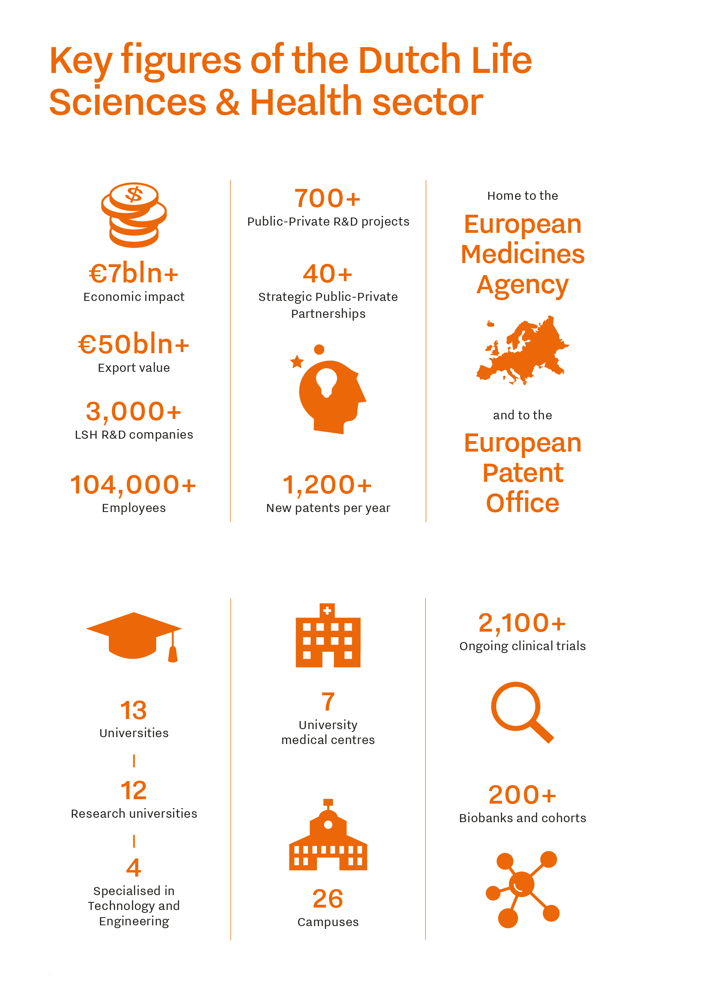 Key figures of the Dutch Life
Sciences & Health sector
$
€7bln+
Economic impact
€50bln+
Export value
3,000+
LSH R&D companies
104,000+
Employees
700+
Public-Private R&D projects
40+
Strategic Public-Private
Partnerships
1,200+
New patents per year
Home to the
European
Medicines
Agency
and to the
European
Patent
Office
13
Universities
12
Research universities
4
Specialised in
Technology and
Engineering
7
University
medical centres
26
Campuses
2,100+
Ongoing clinical trials
200+
Biobanks and cohorts